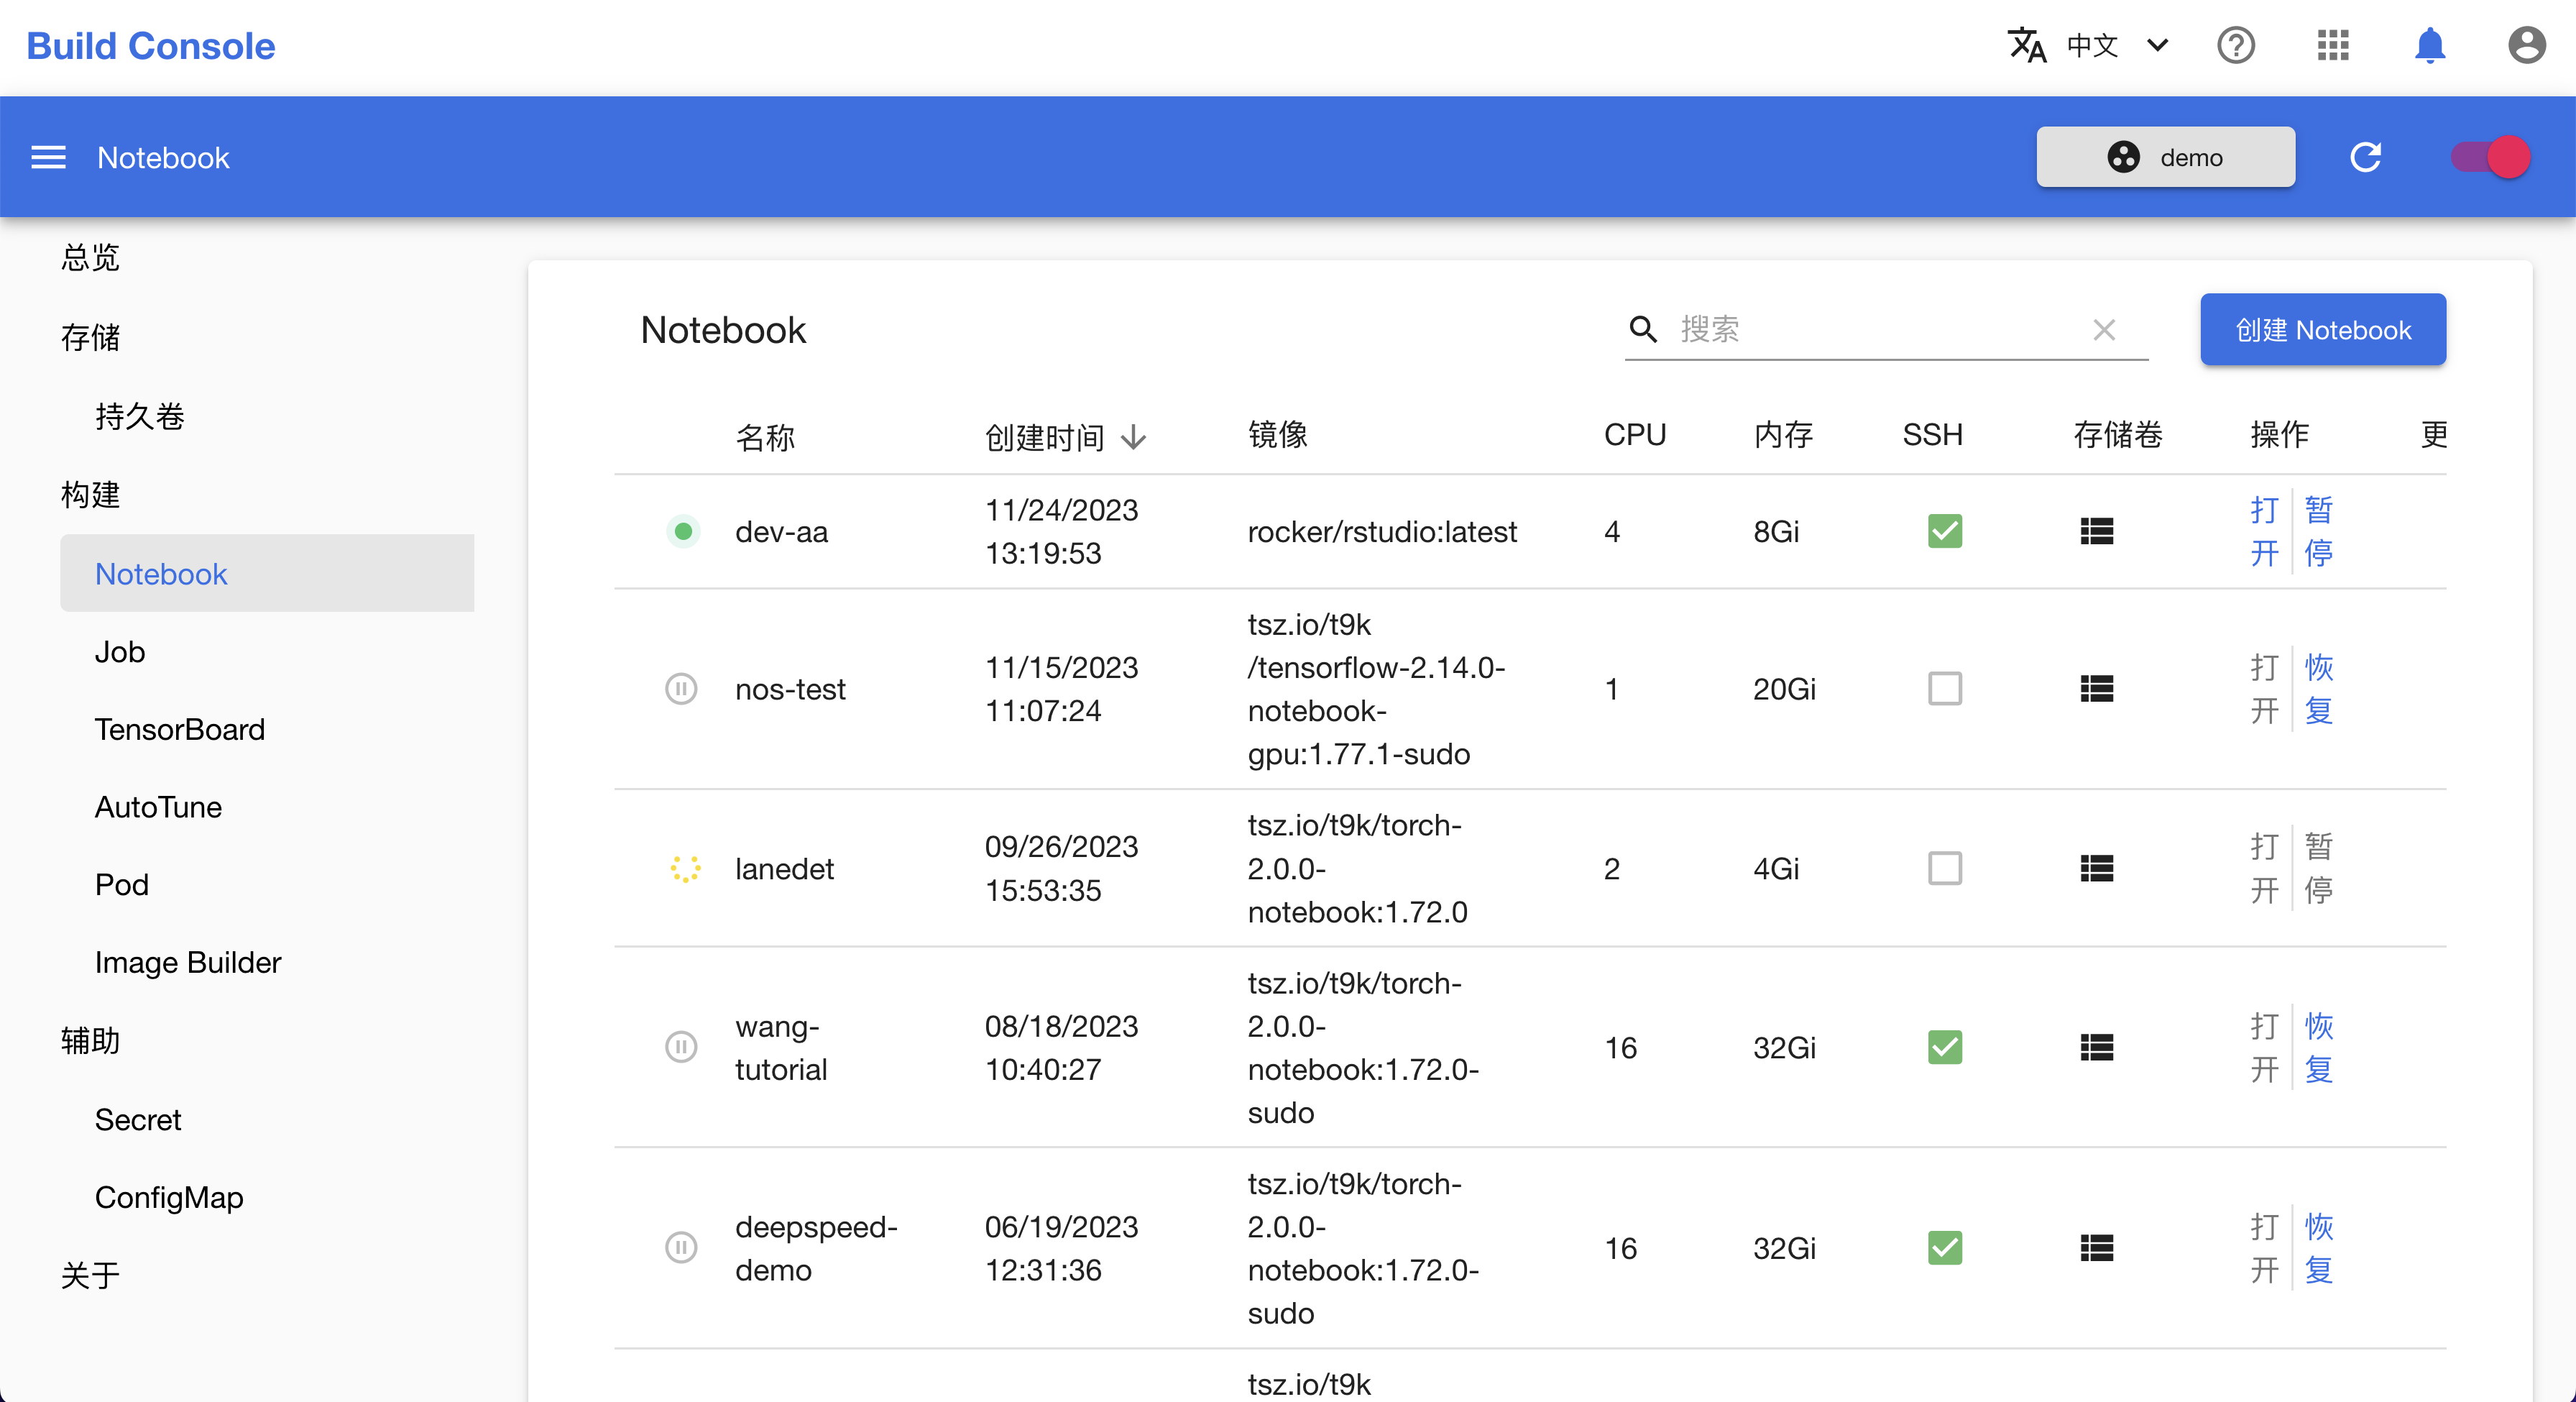 Build Console
中文
Notebook
demo
总览
存储
持久卷
构建
Notebook
Job
TensorBoard
AutoTune
Pod
Image Builder
辅助
Secret
ConfigMap
关于
Notebook
搜索
创建 Notebook
名称 创建时间 镜像 CPU 内存 SSH 存储卷 操作 更
dev-aa
11/24/2023
13:19:53
rocker/rstudio:latest
4
8Gi
打开
暂停
nos-test
11/15/2023
11:07:24
tsz.io/t9k
/tensorflow-2.14.0-
notebook-
gpu:1.77.1-sudo
1
20Gi
打开
恢复
lanedet
09/26/2023
15:53:35
tsz.io/t9k/torch-
2.0.0-
notebook:1.72.0
2
4Gi
打开
暂停
wang-
tutorial
08/18/2023
10:40:27
tsz.io/t9k/torch-
2.0.0-
notebook:1.72.0-
sudo
16
32Gi
打开
恢复
deepspeed-
demo
06/19/2023
12:31:36
tsz.io/t9k/torch-
2.0.0-
notebook:1.72.0-
sudo
16
32Gi
打开
恢复
tsz.io/t9k